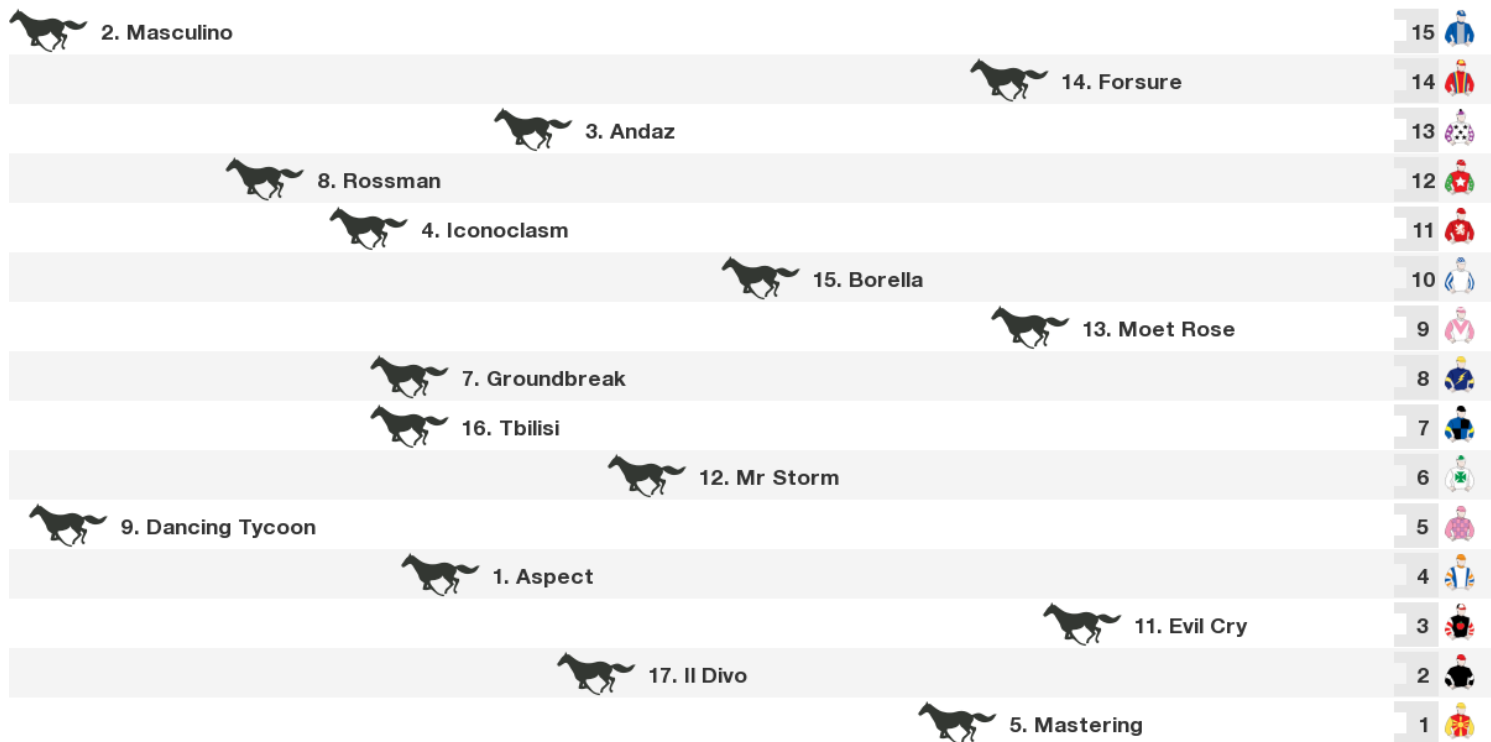 2. Masculino 15
14. Forsure 14
3. Andaz 13
8. Rossman 12
4. Iconoclasm 11
15. Borella 10
13. Moet Rose 9
7. Groundbreak 8
16. Tbilisi 7
12. Mr Storm 6
9. Dancing Tycoon 5
1. Aspect 4
11. Evil Cry 3
17. Il Divo 2
5. Mastering 1